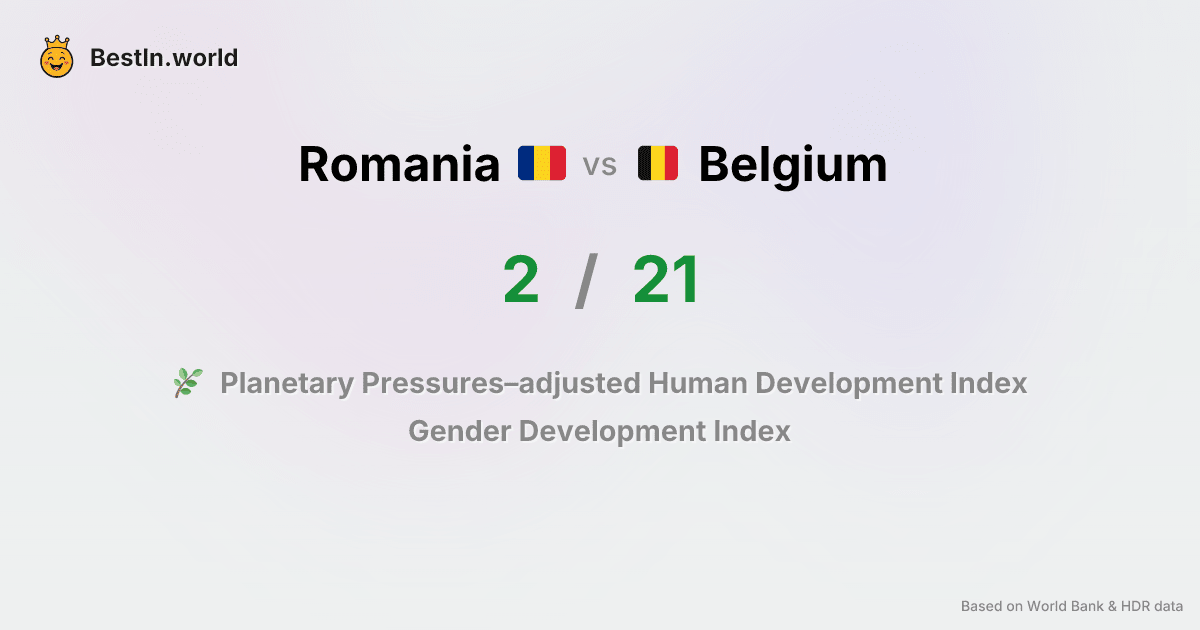 BestIn.world
Romania vs Belgium
2 / 21
Planetary Pressures–adjusted Human Development Index
Gender Development Index
Based on World Bank & HDR data